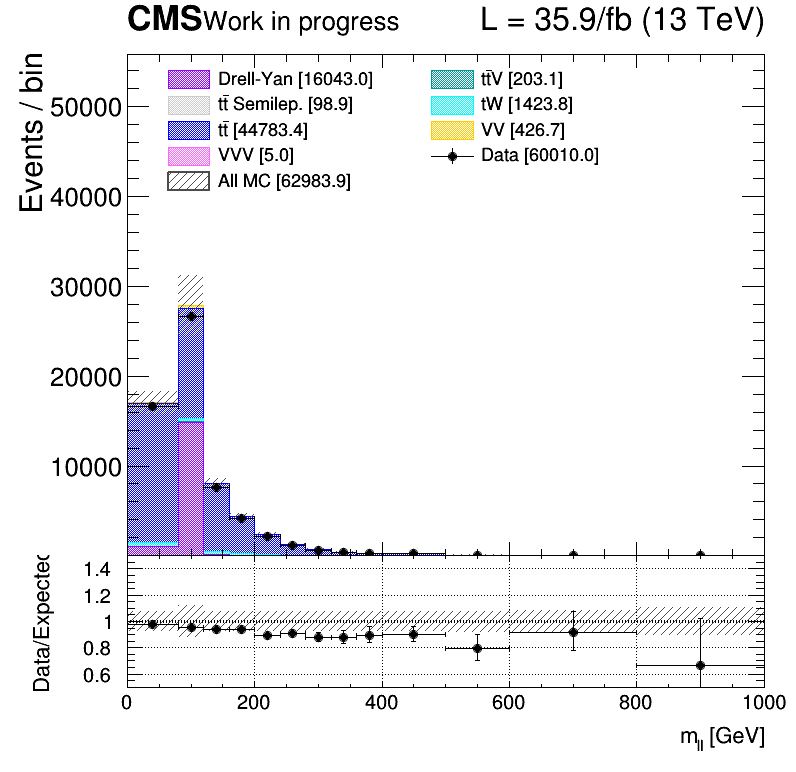 CMS Work in progress L = 35.9/fb (13 TeV)
Events / bin
50000
40000
30000
20000
10000
Drell-Yan [16043.0]
tt̄ Semilep. [98.9]
tt̄ [44783.4]
VVV [5.0]
All MC [62983.9]
tt̄V [203.1]
tW [1423.8]
VV [426.7]
Data [60010.0]
Data/Expected
1.4
1.2
1
0.8
0.6
0 200 400 600 800 1000
m_ll [GeV]